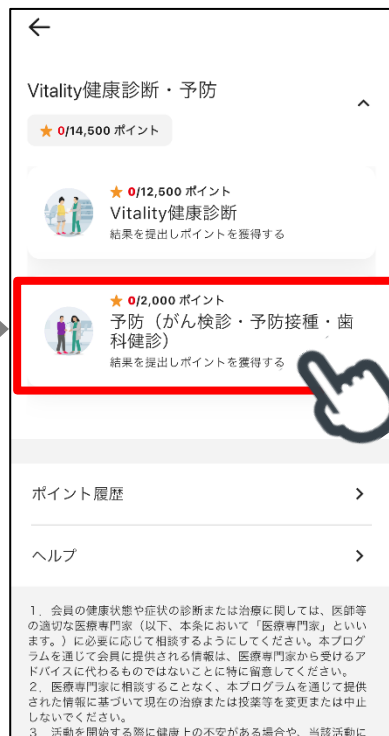 Vitality健康診断・予防
0/14,500 ポイント
0/12,500 ポイント
Vitality健康診断
結果を提出しポイントを獲得する
0/2,000 ポイント
予防（がん検診・予防接種・歯
科健診）
結果を提出しポイントを獲得する
ポイント履歴
ヘルプ
1．会員の健康状態や症状の診断または治療に関しては、医師等
の適切な医療専門家（以下、本条において「医療専門家」といい
ます。）に必要に応じて相談するようにしてください。本プログ
ラムを通じて会員に提供される情報は、医療専門家から受けるア
ドバイスに代わるものではないことに特に留意してください。
2．医療専門家に相談することなく、本プログラムを通じて提供
された情報に基づいて現在の治療または投薬等を変更または中止
しないでください。
3．活動を開始する際に健康上の不安がある場合や、当該活動に